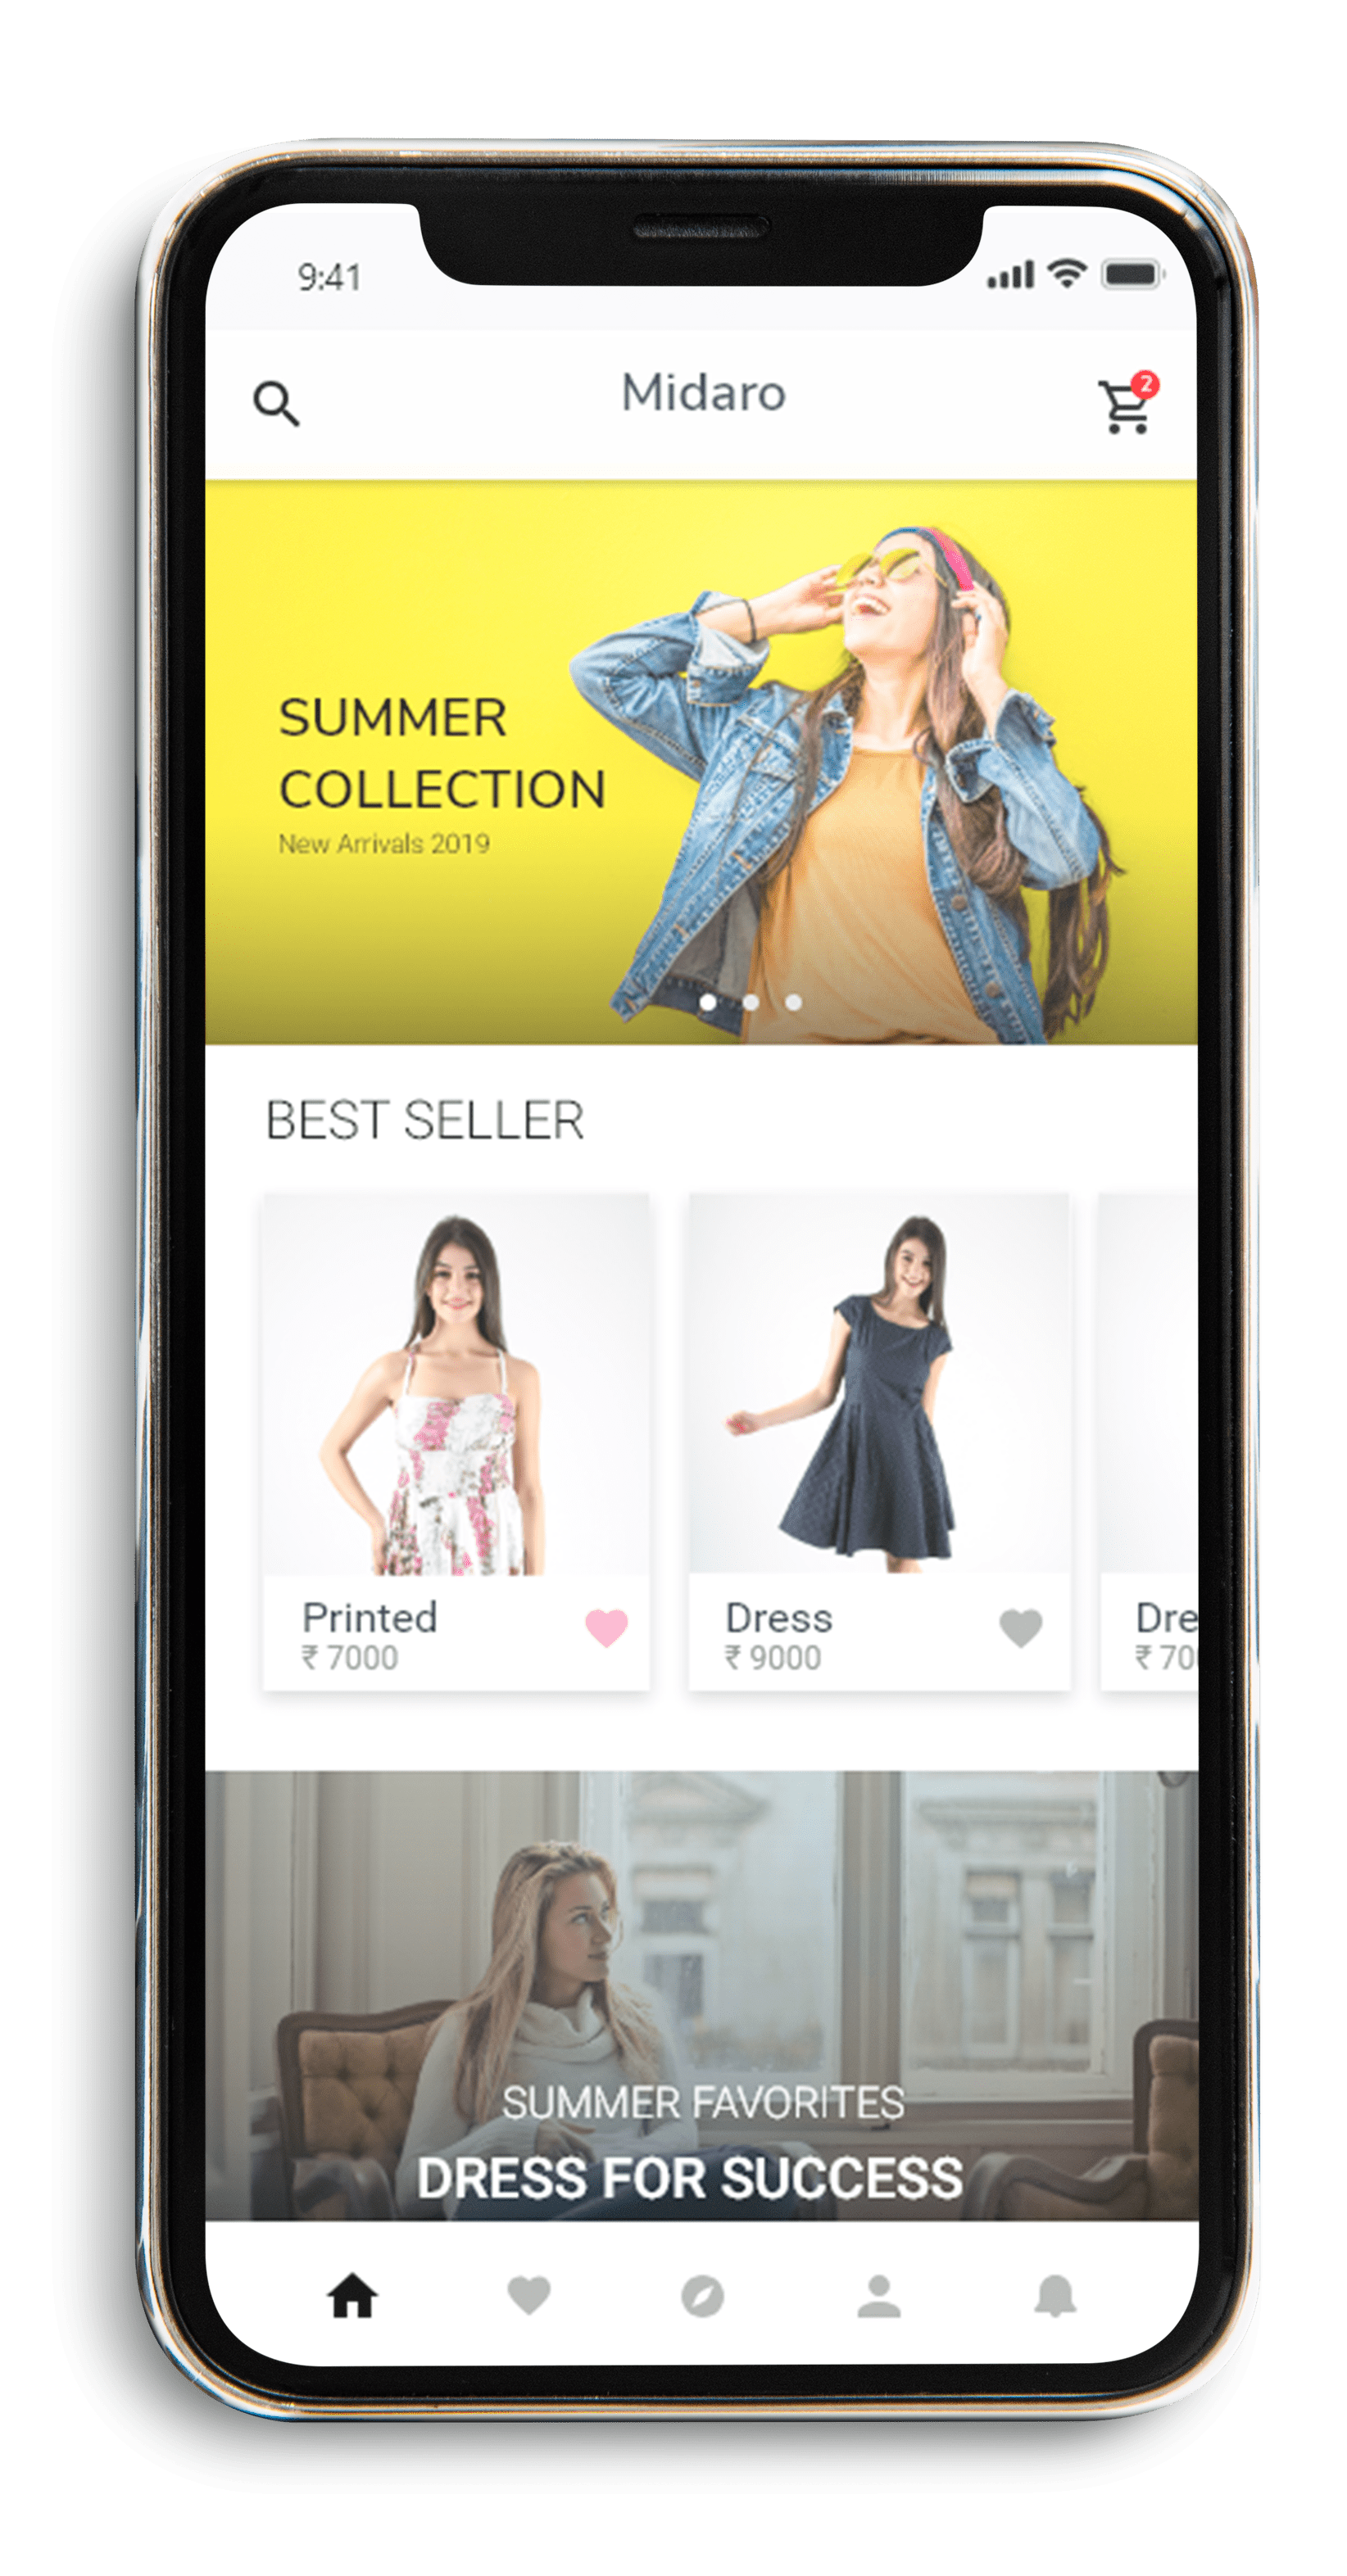 9:41
Midaro
2
SUMMER
COLLECTION
New Arrivals 2019
BEST SELLER
Printed
₹ 7000
Dress
₹ 9000
Dre
₹ 70
SUMMER FAVORITES
DRESS FOR SUCCESS